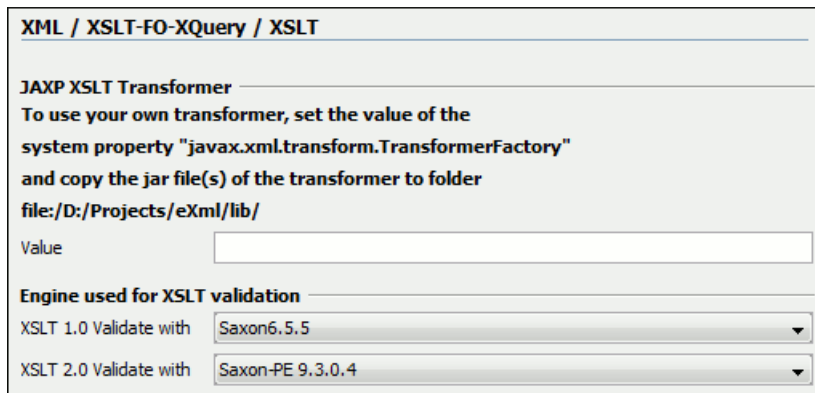 XML / XSLT-FO-XQuery / XSLT
JAXP XSLT Transformer
To use your own transformer, set the value of the
system property "javax.xml.transform.TransformerFactory"
and copy the jar file(s) of the transformer to folder
file:/D:/Projects/eXml/lib/
Value
Engine used for XSLT validation
XSLT 1.0 Validate with Saxon6.5.5
XSLT 2.0 Validate with Saxon-PE 9.3.0.4